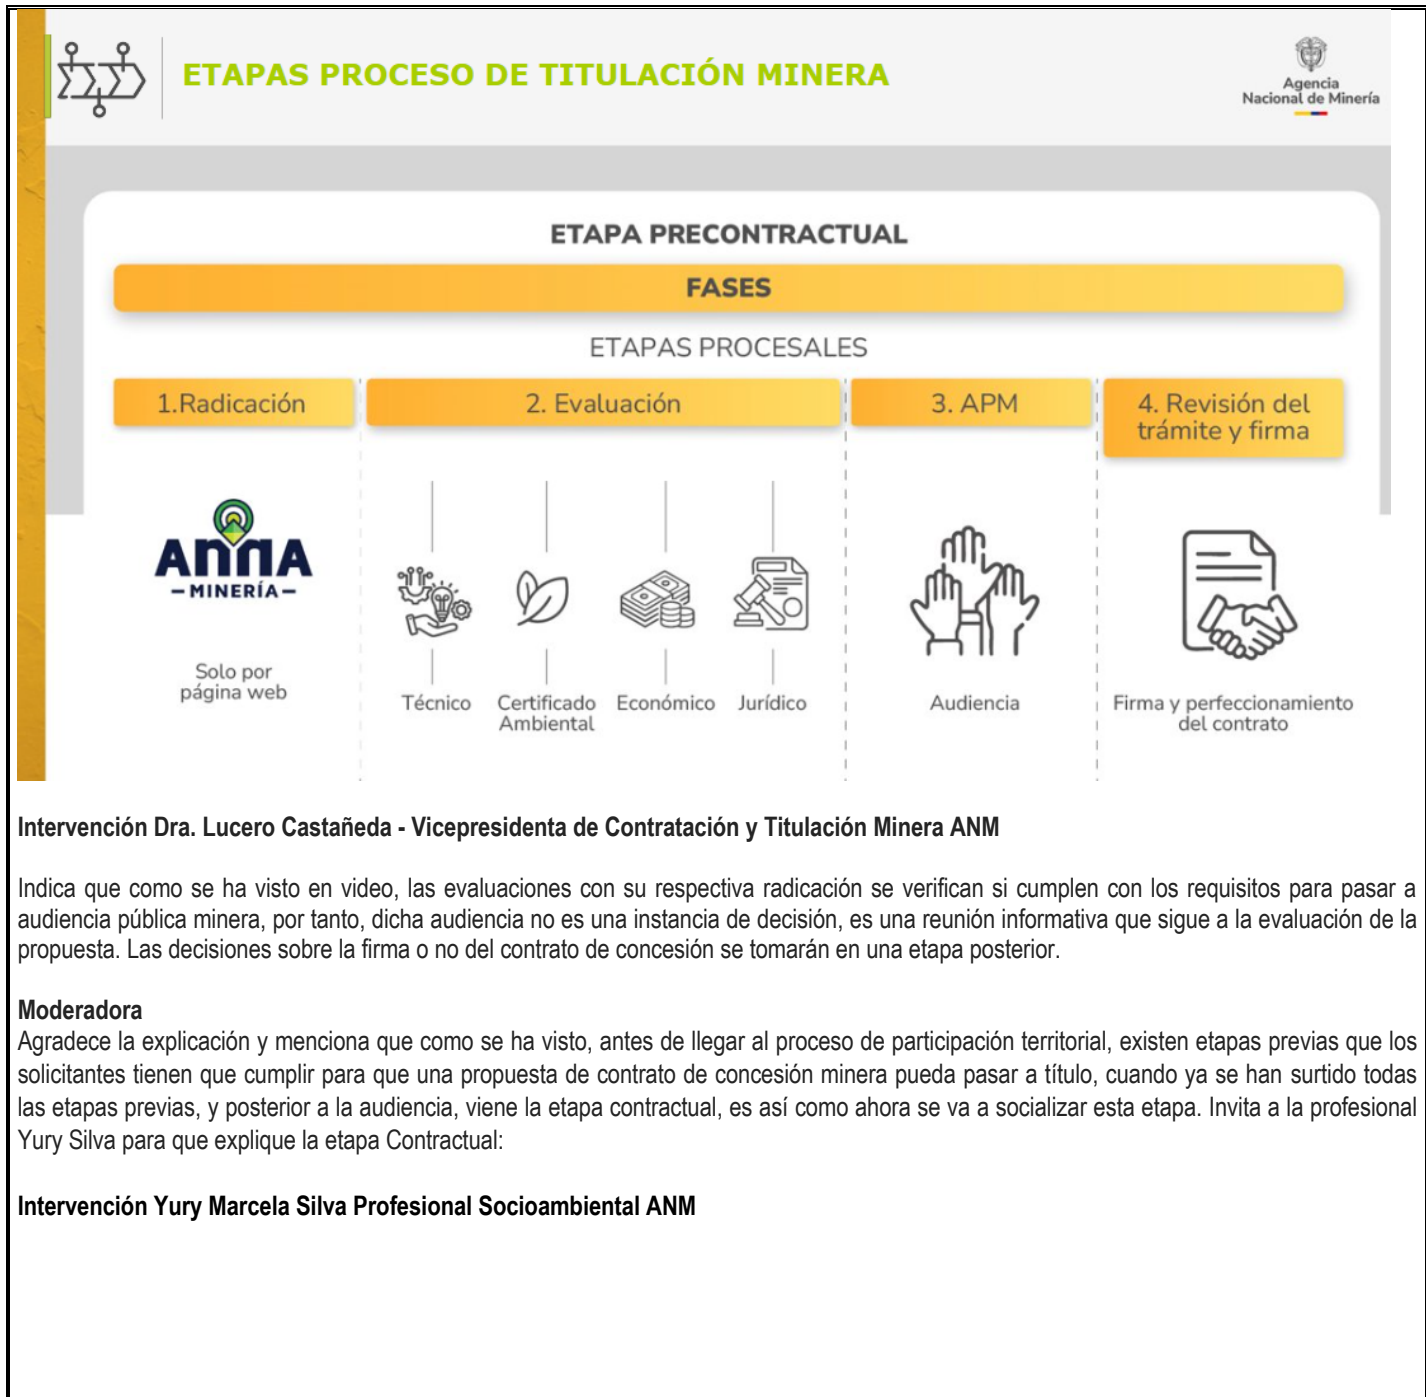 ETAPAS PROCESO DE TITULACIÓN MINERA
Agencia
Nacional de Minería
ETAPA PRECONTRACTUAL
FASES
ETAPAS PROCESALES
1.Radicación
2. Evaluación
3. APM
4. Revisión del
trámite y firma
ANNA
–MINERÍA–
Solo por
página web
Técnico
Certificado
Ambiental
Económico
Jurídico
Audiencia
Firma y perfeccionamiento
del contrato
Intervención Dra. Lucero Castañeda - Vicepresidenta de Contratación y Titulación Minera ANM
Indica que como se ha visto en video, las evaluaciones con su respectiva radicación se verifican si cumplen con los requisitos para pasar a
audiencia pública minera, por tanto, dicha audiencia no es una instancia de decisión, es una reunión informativa que sigue a la evaluación de la
propuesta. Las decisiones sobre la firma o no del contrato de concesión se tomarán en una etapa posterior.
Moderadora
Agradece la explicación y menciona que como se ha visto, antes de llegar al proceso de participación territorial, existen etapas previas que los
solicitantes tienen que cumplir para que una propuesta de contrato de concesión minera pueda pasar a título, cuando ya se han surtido todas
las etapas previas, y posterior a la audiencia, viene la etapa contractual, es así como ahora se va a socializar esta etapa. Invita a la profesional
Yury Silva para que explique la etapa Contractual:
Intervención Yury Marcela Silva Profesional Socioambiental ANM